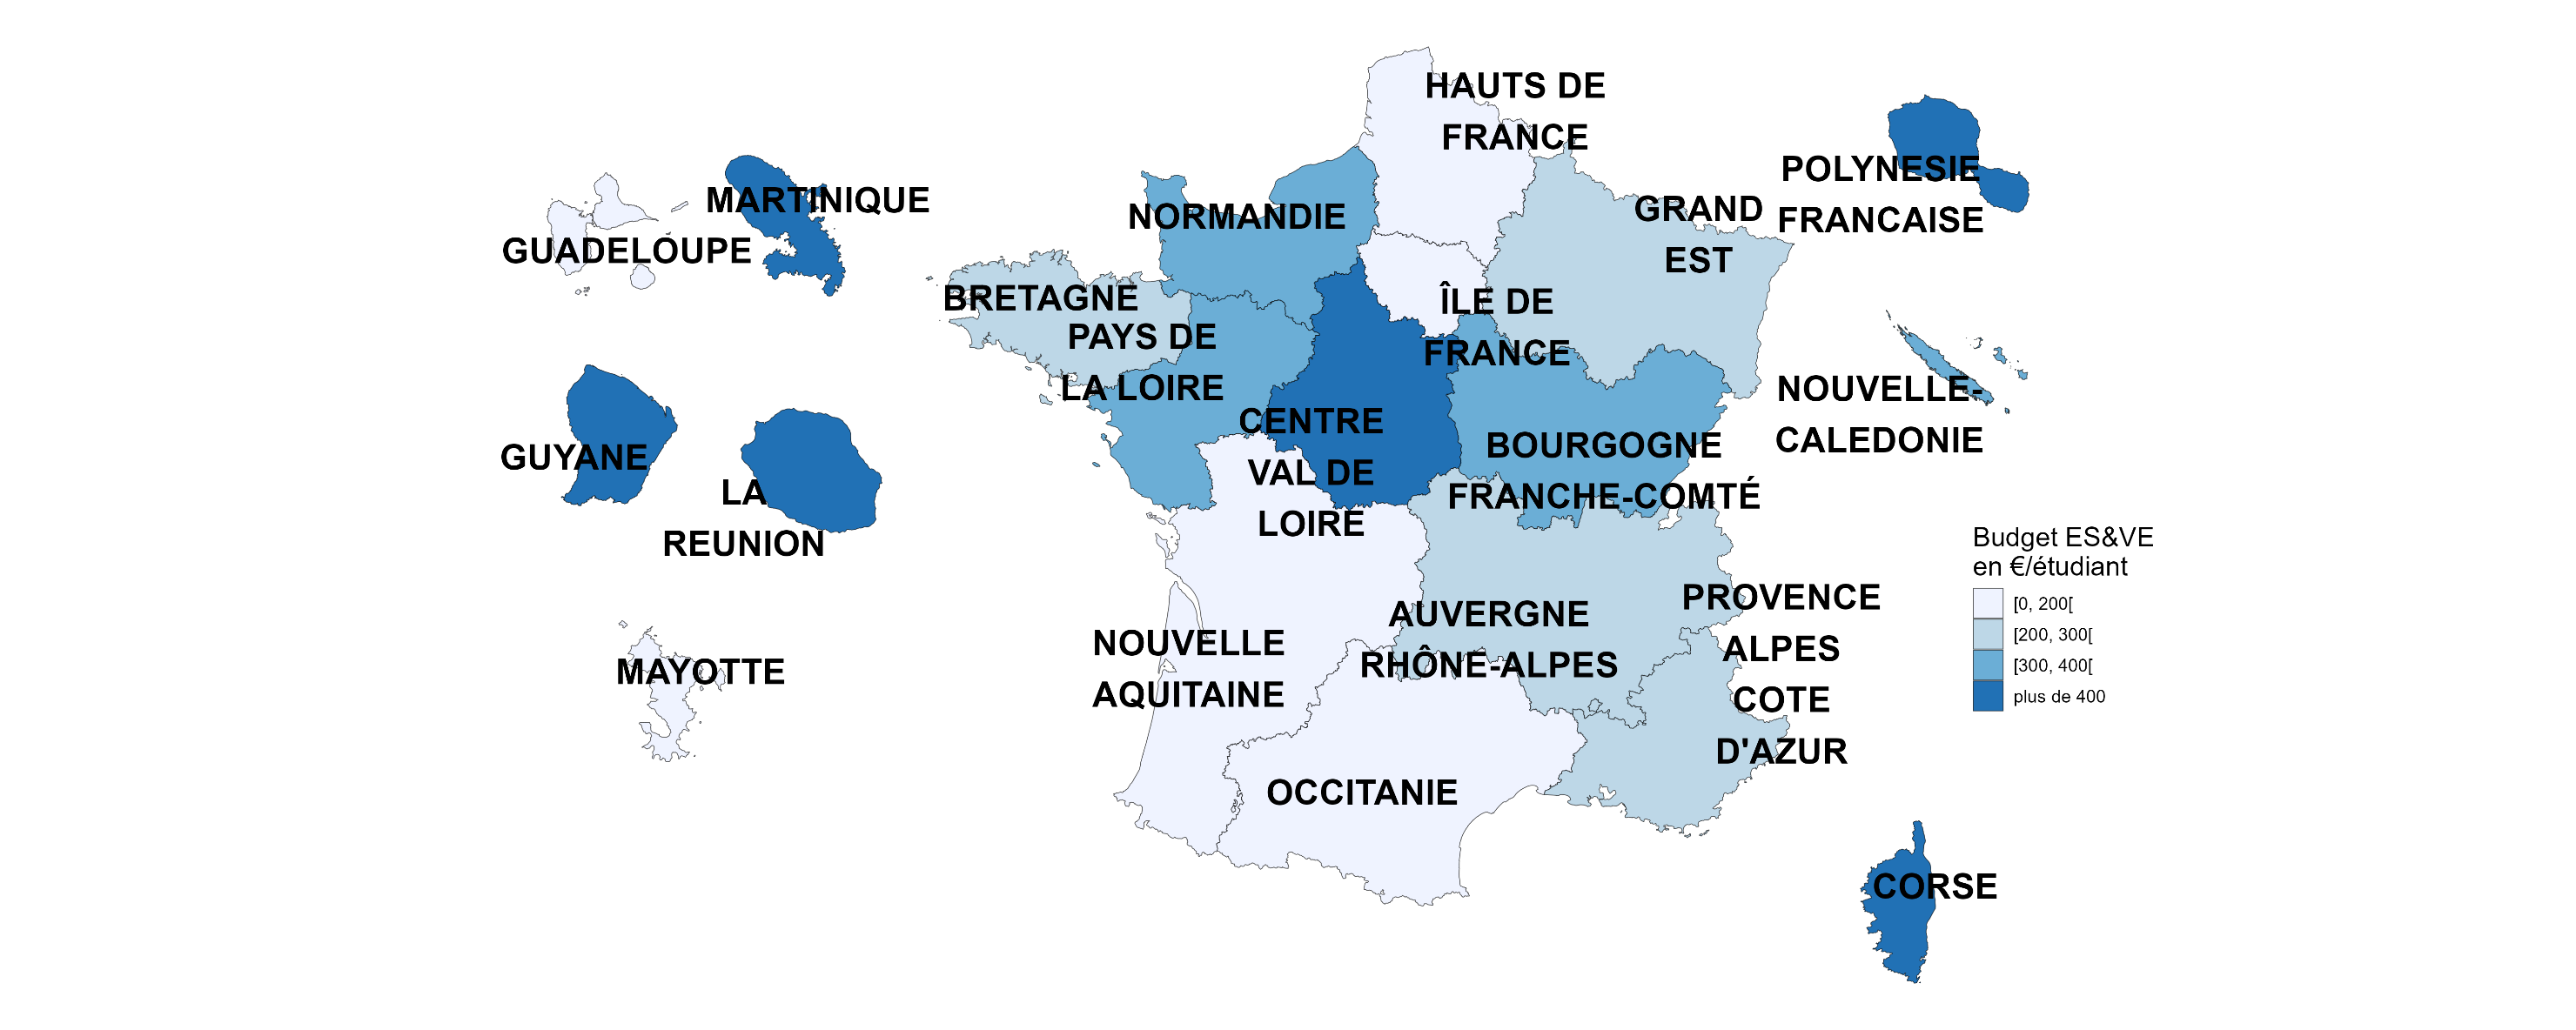 HAUTS DE
FRANCE
POLYNESIE
FRANCAISE
MARTINIQUE
GUADELOUPE
NORMANDIE
GRAND
EST
BRETAGNE
PAYS DE
LA LOIRE
ÎLE DE
FRANCE
NOUVELLE-
CALEDONIE
CENTRE
VAL DE
LOIRE
BOURGOGNE
FRANCHE-COMTÉ
GUYANE
LA
REUNION
Budget ES&VE
en €/étudiant
[0, 200[
[200, 300[
[300, 400[
plus de 400
PROVENCE
ALPES
COTE
D'AZUR
AUVERGNE
RHÔNE-ALPES
NOUVELLE
AQUITAINE
MAYOTTE
OCCITANIE
CORSE